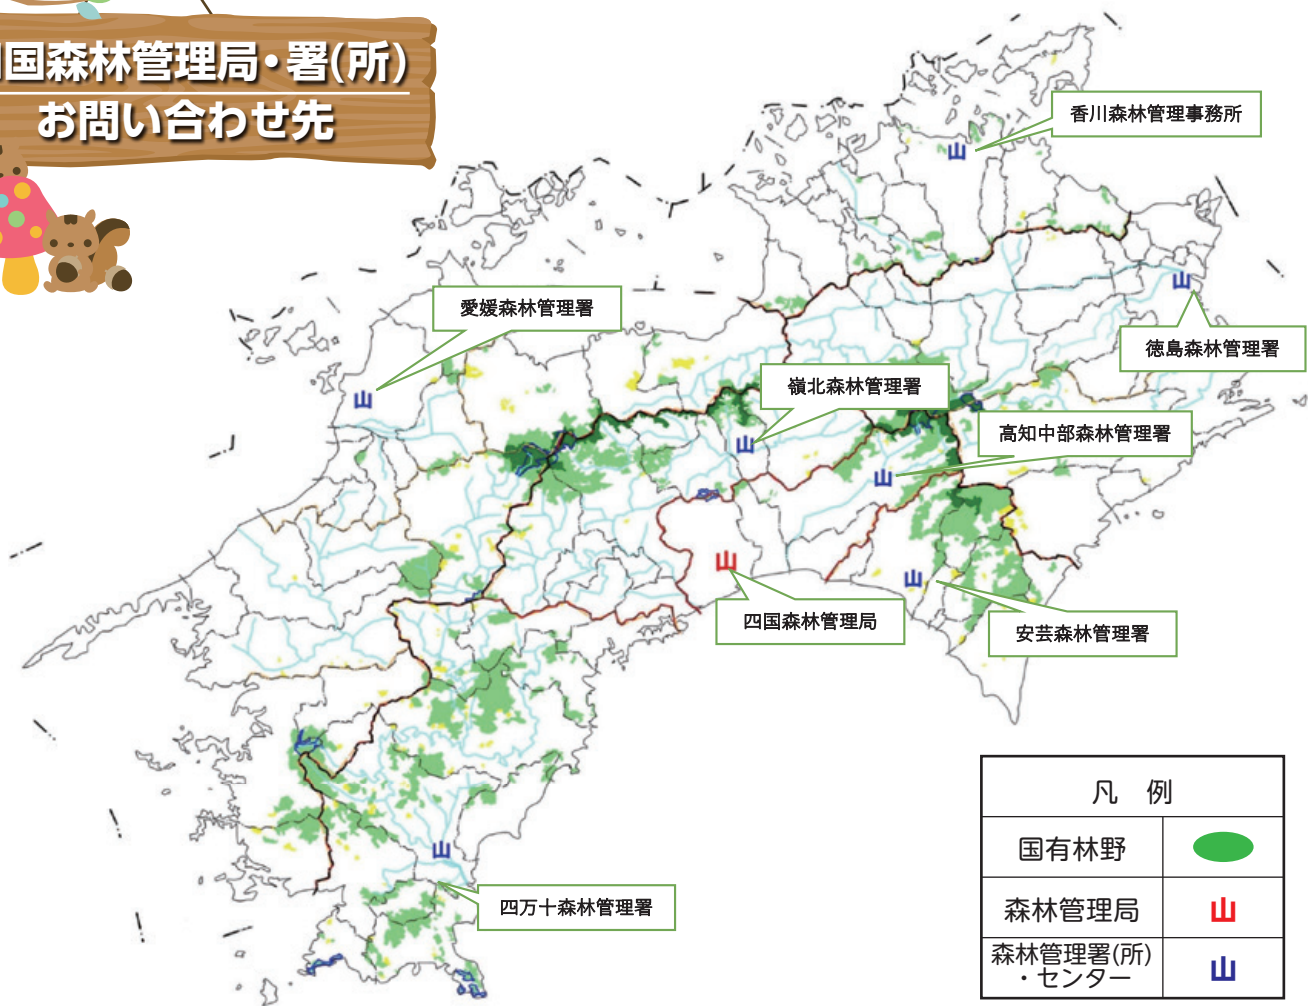 国森林管理局・署(所)
お問い合わせ先
香川森林管理事務所
愛媛森林管理署
徳島森林管理署
嶺北森林管理署
高知中部森林管理署
四国森林管理局
安芸森林管理署
四万十森林管理署
凡 例
国有林野
森林管理局
山
森林管理署(所)
・センター
山